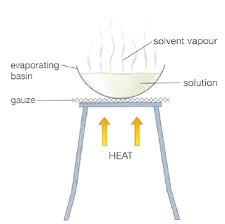 solvent vapour
evaporating
basin
solution
gauze
HEAT